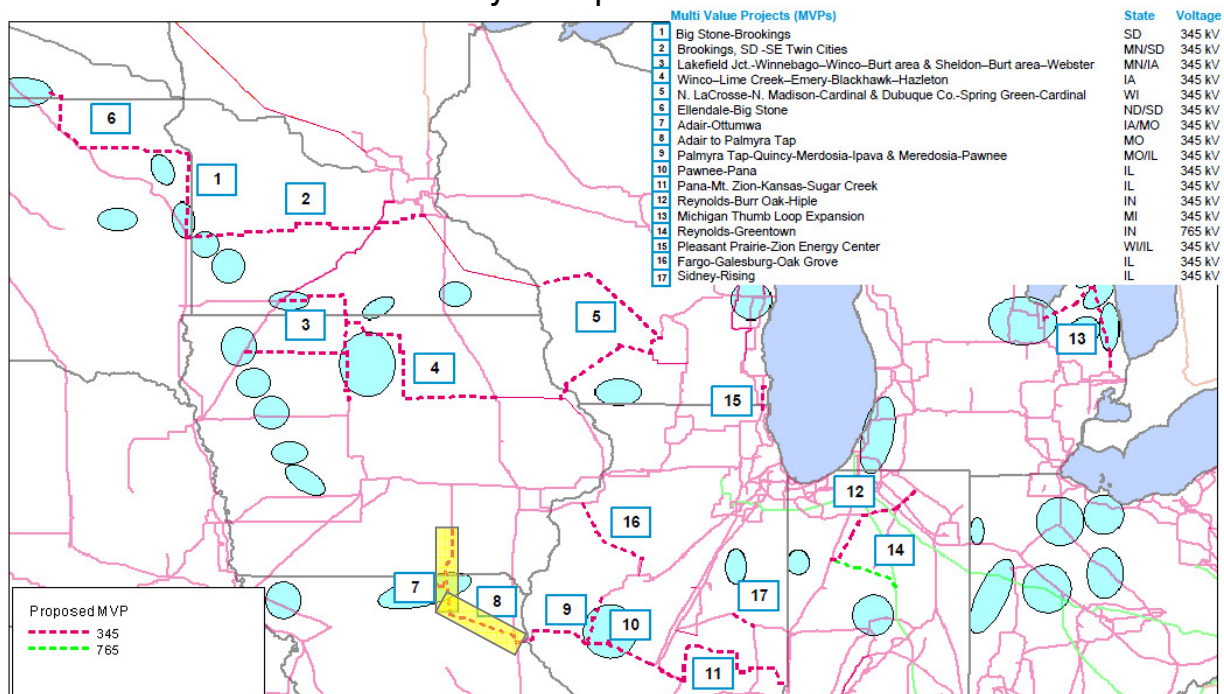 Multi Value Projects (MVPs) State Voltage
1 Big Stone-Brookings SD 345 kV
2 Brookings, SD -SE Twin Cities MN/SD 345 kV
3 Lakefield Jct.-Winnebago–Winco–Burt area & Sheldon–Burt area–Webster MN/IA 345 kV
4 Winco–Lime Creek–Emery-Blackhawk–Hazleton IA 345 kV
5 N. LaCrosse-N. Madison-Cardinal & Dubuque Co.-Spring Green-Cardinal WI 345 kV
6 Ellendale-Big Stone ND/SD 345 kV
7 Adair-Ottumwa IA/MO 345 kV
8 Adair to Palmyra Tap MO 345 kV
9 Palmyra Tap-Quincy-Merdosia-Ipava & Meredosia-Pawnee MO/IL 345 kV
10 Pawnee-Pana IL 345 kV
11 Pana-Mt. Zion-Kansas-Sugar Creek IL 345 kV
12 Reynolds-Burr Oak-Hiple IN 345 kV
13 Michigan Thumb Loop Expansion MI 345 kV
14 Reynolds-Greentown IN 765 kV
15 Pleasant Prairie-Zion Energy Center WI/IL 345 kV
16 Fargo-Galesburg-Oak Grove IL 345 kV
17 Sidney-Rising IL 345 kV
6
1
2
5
3
13
4
15
12
16
14
7
8
17
9
10
11
Proposed MVP
345
765